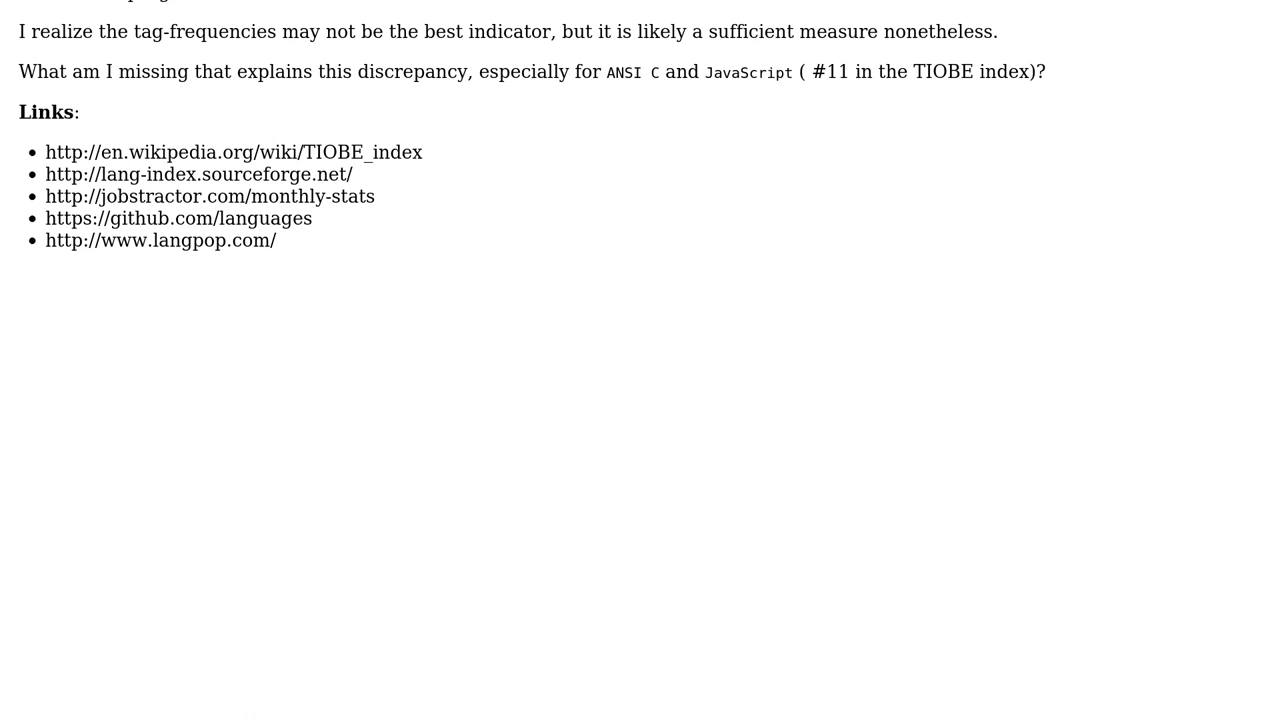 I realize the tag-frequencies may not be the best indicator, but it is likely a sufficient measure nonetheless.
What am I missing that explains this discrepancy, especially for ANSI C and JavaScript ( #11 in the TIOBE index)?
Links:
• http://en.wikipedia.org/wiki/TIOBE_index
• http://lang-index.sourceforge.net/
• http://jobstractor.com/monthly-stats
• https://github.com/languages
• http://www.langpop.com/